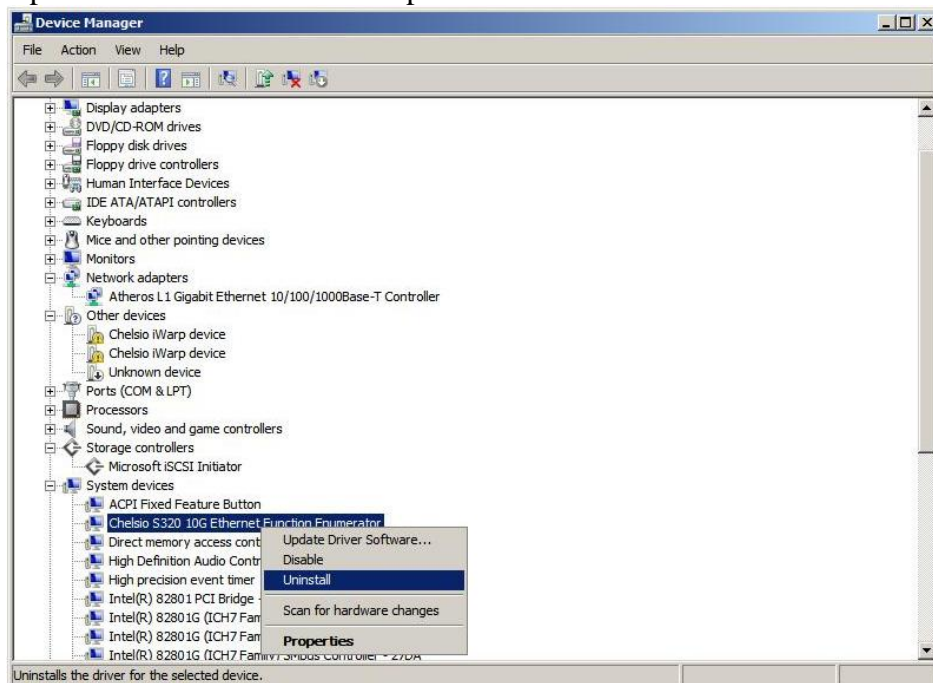 Device Manager
File Action View Help
Display adapters
DVD/CD-ROM drives
Floppy disk drives
Floppy drive controllers
Human Interface Devices
IDE ATA/ATAPI controllers
Keyboards
Mice and other pointing devices
Monitors
Network adapters
Atheros L1 Gigabit Ethernet 10/100/1000Base-T Controller
Other devices
Chelsio iWarp device
Chelsio iWarp device
Unknown device
Ports (COM & LPT)
Processors
Sound, video and game controllers
Storage controllers
Microsoft iSCSI Initiator
System devices
ACPI Fixed Feature Button
Chelsio S320 10G Ethernet Function Enumerator
Direct memory access cont
High Definition Audio Contr
High precision event timer
Intel(R) 82801 PCI Bridge -
Intel(R) 82801G (ICH7 Fam
Intel(R) 82801G (ICH7 Fam
Intel(R) 82801G (ICH7 Family) SMBus Controller - 27DA
Update Driver Software...
Disable
Uninstall
Scan for hardware changes
Properties
Uninstalls the driver for the selected device.